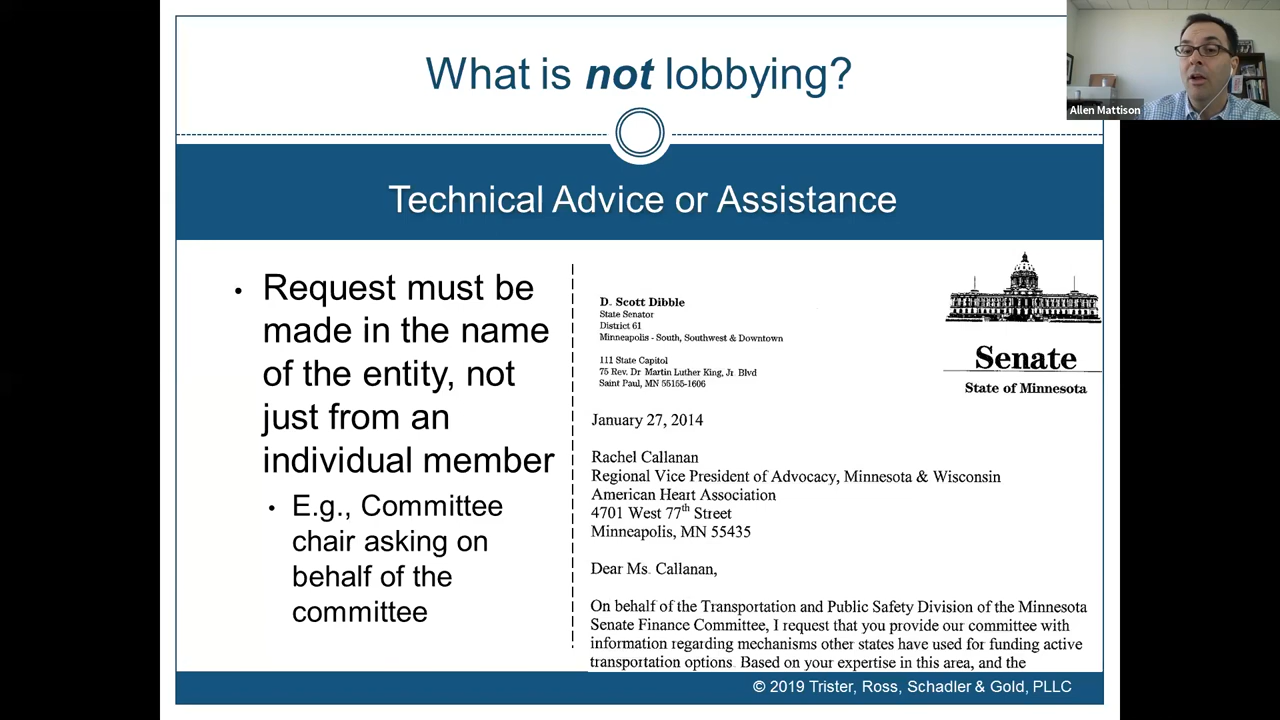 What is not lobbying?
Allen Mattison
Technical Advice or Assistance
• Request must be
made in the name
of the entity, not
just from an
individual member
• E.g., Committee
chair asking on
behalf of the
committee
D. Scott Dibble
State Senator
District 61
Minneapolis - South, Southwest & Downtown
111 State Capitol
75 Rev. Dr Martin Luther King, Jr Blvd
Saint Paul, MN 55155-1606
Senate
State of Minnesota
January 27, 2014
Rachel Callanan
Regional Vice President of Advocacy, Minnesota & Wisconsin
American Heart Association
4701 West 77th Street
Minneapolis, MN 55435
Dear Ms. Callanan,
On behalf of the Transportation and Public Safety Division of the Minnesota
Senate Finance Committee, I request that you provide our committee with
information regarding mechanisms other states have used for funding active
transportation options. Based on your expertise in this area, and the
© 2019 Trister, Ross, Schadler & Gold, PLLC